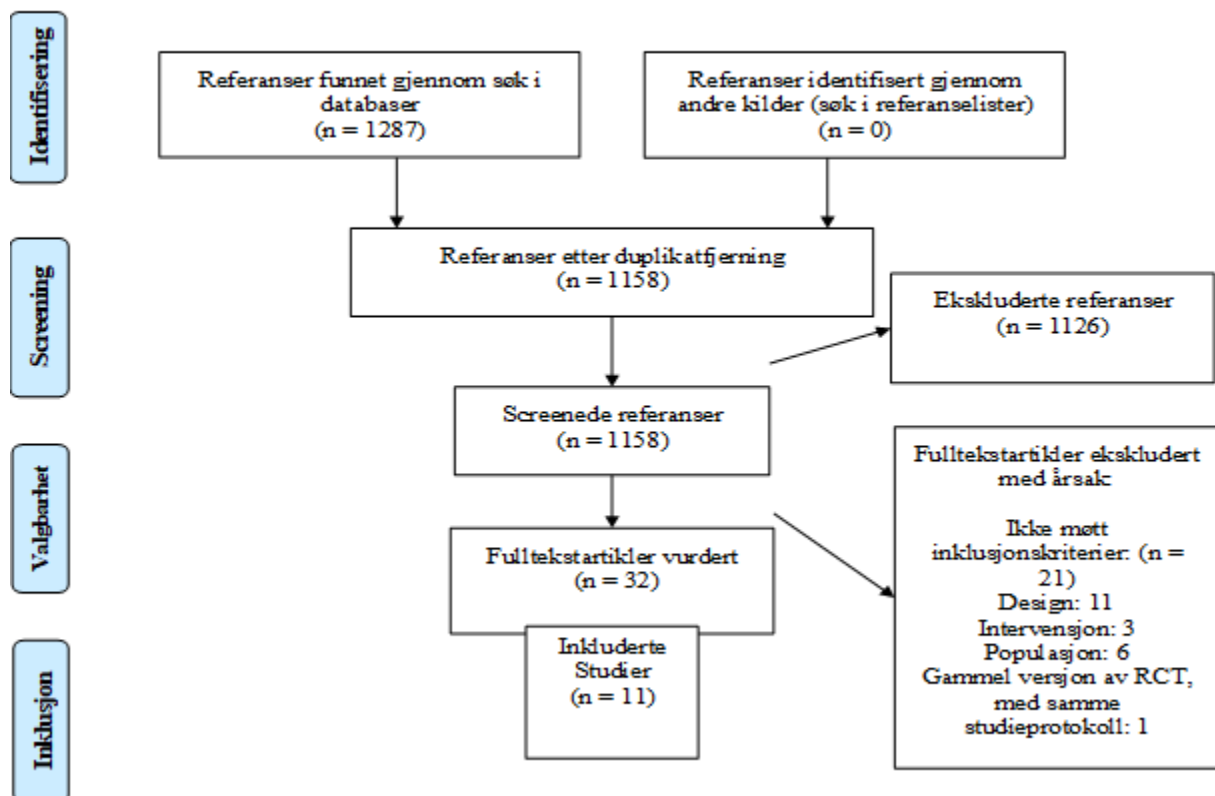 Identifisering
Referanser funnet gjennom søk i
databaser
(n = 1287)
Referanser identifisert gjennom
andre kilder (søk i referanselister)
(n = 0)
Screening
Referanser etter duplikatfjerning
(n = 1158)
Ekskluderte referanser
(n = 1126)
Screenede referanser
(n = 1158)
Valgbarhet
Fulltekstartikler vurdert
(n = 32)
Fulltekstartikler ekskludert
med årsak:
Ikke møtt
inklusjonskriterier: (n =
21)
Design: 11
Intervensjon: 3
Populasjon: 6
Gammel versjon av RCT,
med samme
studieprotokoll: 1
Inklusjon
Inkluderte
Studier
(n = 11)